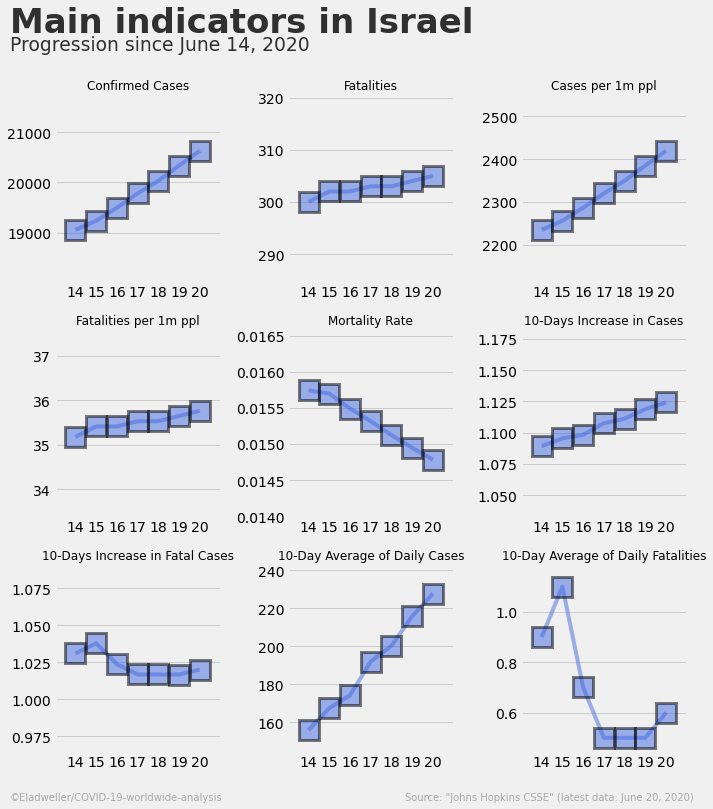 Main indicators in Israel
Progression since June 14, 2020
Confirmed Cases
21000
20000
19000
14 15 16 17 18 19 20
Fatalities
320
310
300
290
14 15 16 17 18 19 20
Cases per 1m ppl
2500
2400
2300
2200
14 15 16 17 18 19 20
Fatalities per 1m ppl
37
36
35
34
14 15 16 17 18 19 20
Mortality Rate
0.0165
0.0160
0.0155
0.0150
0.0145
0.0140
14 15 16 17 18 19 20
10-Days Increase in Cases
1.175
1.150
1.125
1.100
1.075
1.050
14 15 16 17 18 19 20
10-Days Increase in Fatal Cases
1.075
1.050
1.025
1.000
0.975
14 15 16 17 18 19 20
10-Day Average of Daily Cases
240
220
200
180
160
14 15 16 17 18 19 20
10-Day Average of Daily Fatalities
1.0
0.8
0.6
14 15 16 17 18 19 20
©Eladweller/COVID-19-worldwide-analysis
Source: "Johns Hopkins CSSE" (latest data: June 20, 2020)